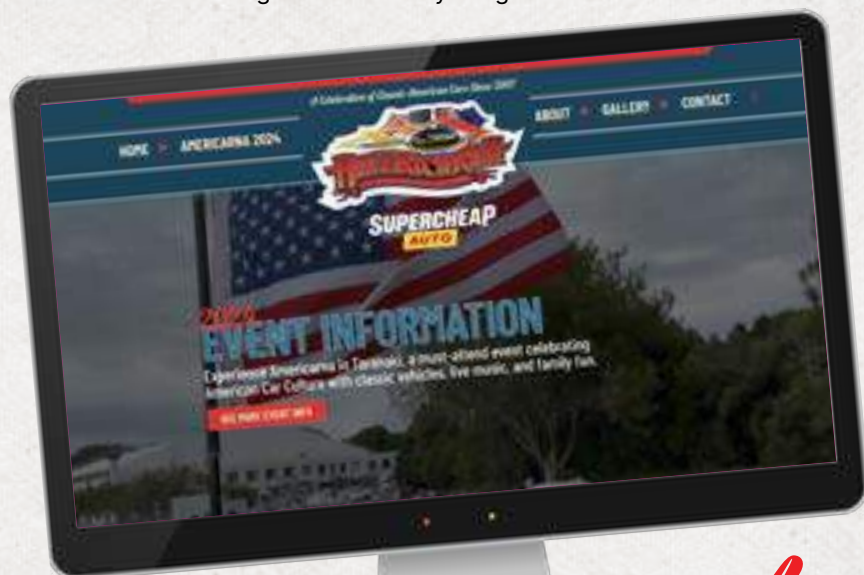 A Celebration of Classic American Cars Since 2007
HOME AMERICARNA 2024 ABOUT GALLERY CONTACT
AMERICARNA
SUPERCHEAP
AUTO
2024
EVENT INFORMATION
Experience Americarna in Taranaki, a must-attend event celebrating
American Car Culture with classic vehicles, live music, and family fun.
SEE MORE EVENT INFO